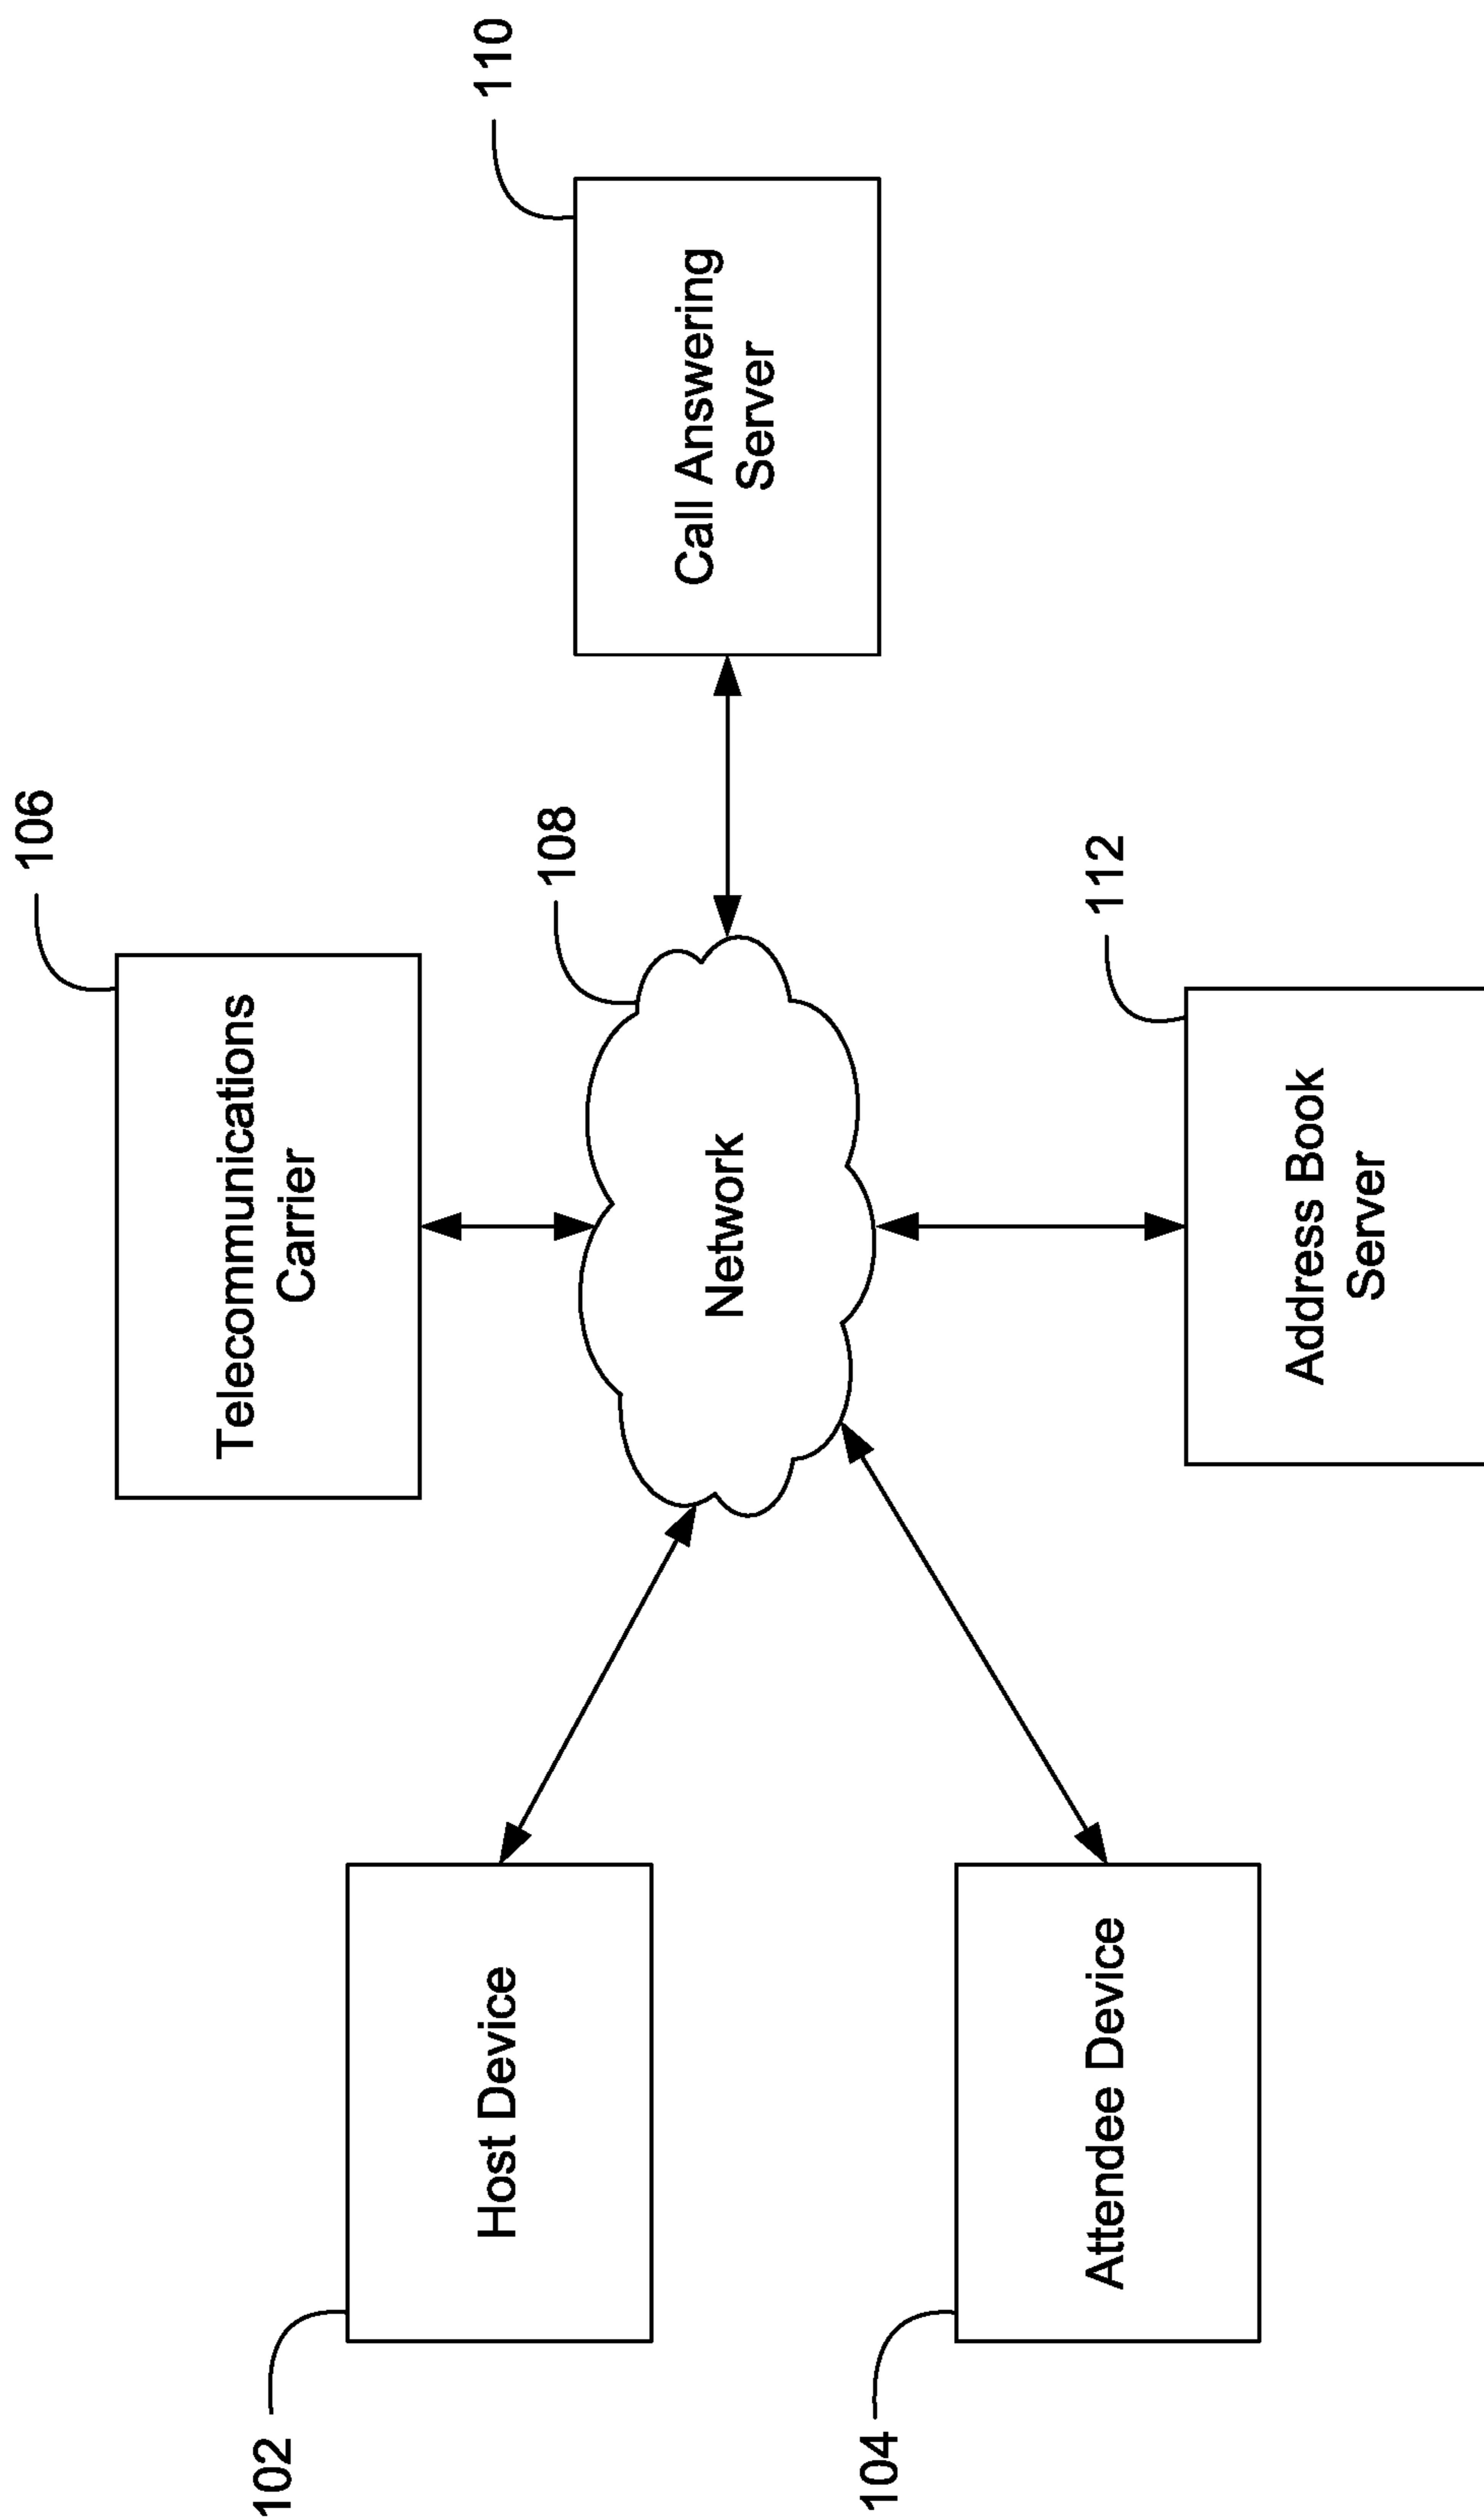 106
Telecommunications
Carrier
102
Host Device
108
Network
110
Call Answering
Server
104
Attendee Device
112
Address Book
Server